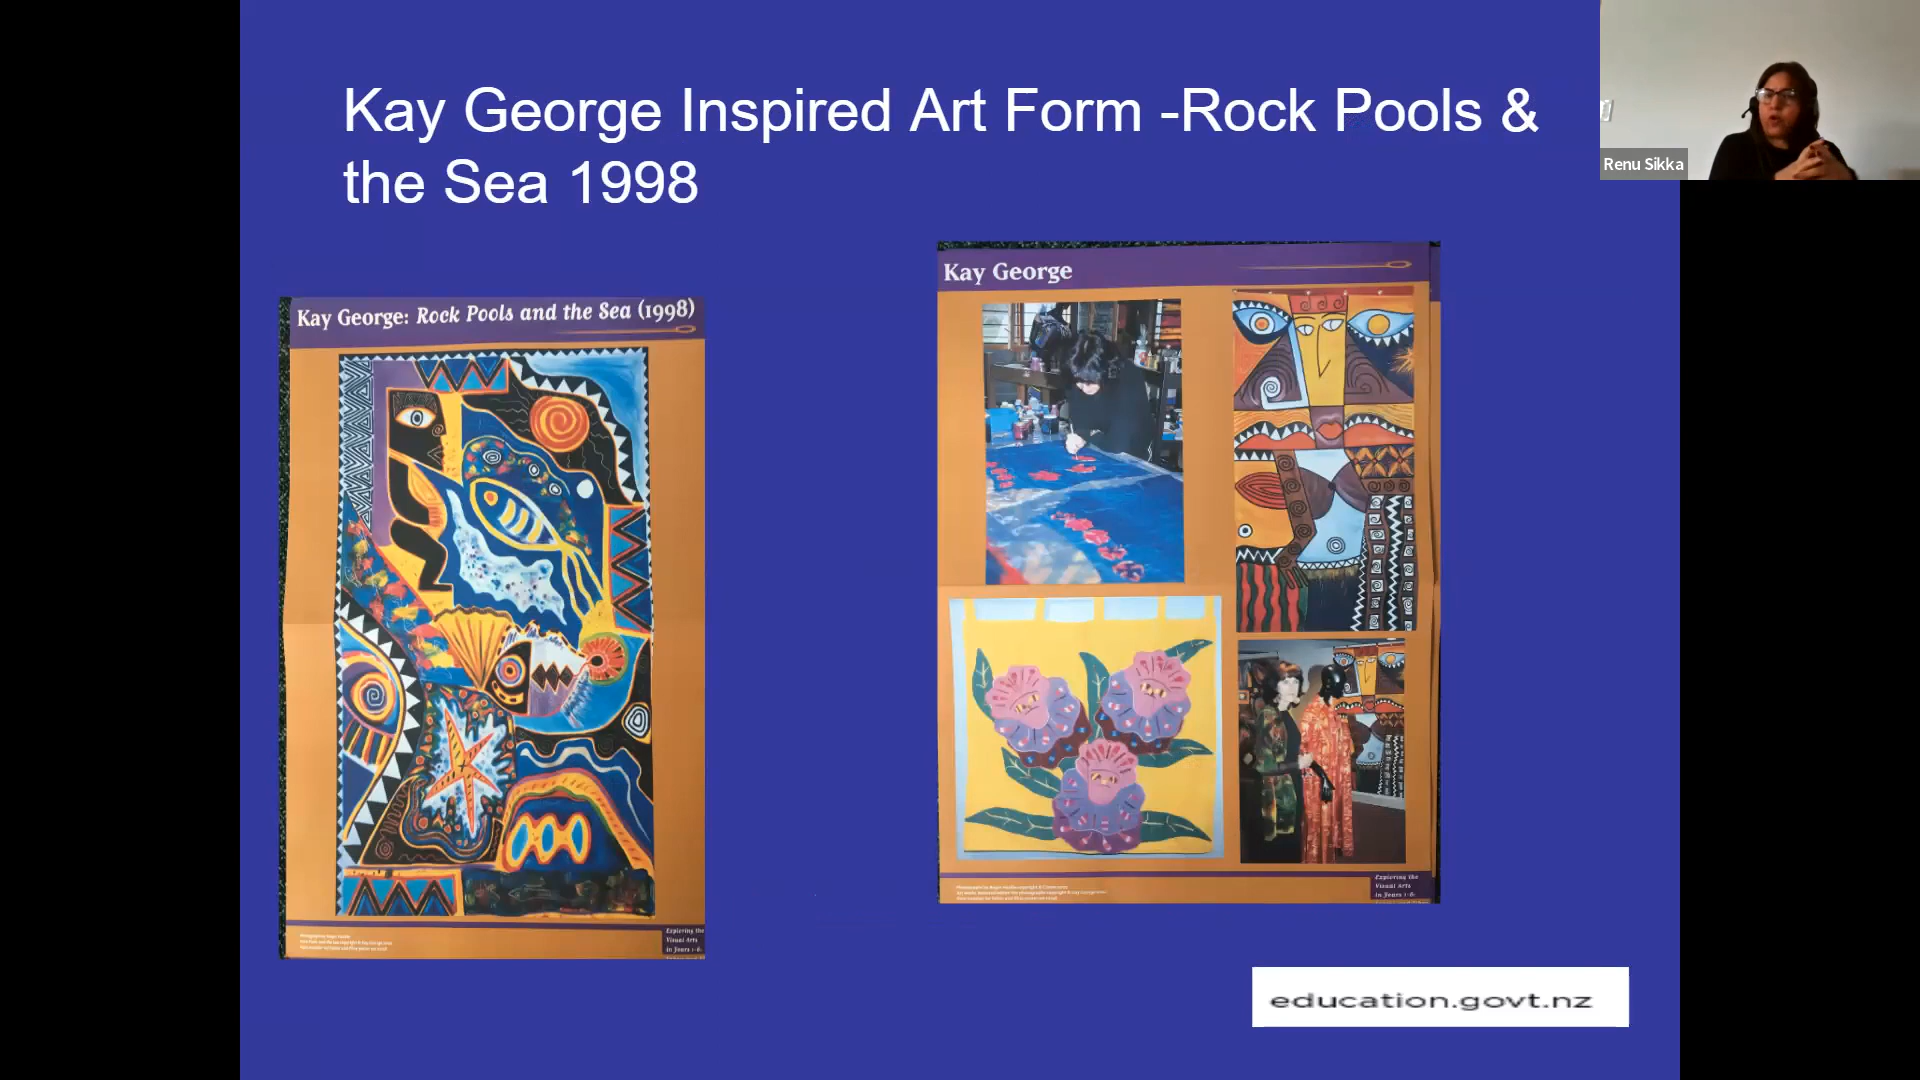 Kay George Inspired Art Form -Rock Pools &
the Sea 1998
Renu Sikka
Kay George: Rock Pools and the Sea (1998)
Exploring the
Visual Arts
in Years 1-6:
Kay George
Exploring the
Visual Arts
in Years 1-6:
education.govt.nz